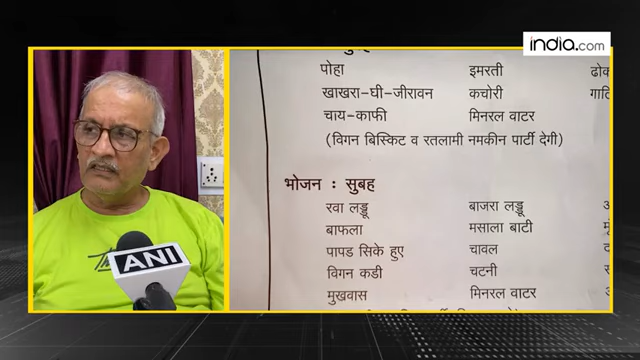 india.com
पोहा इमरती
खाखरा-घी-जीरावन कचोरी
चाय-काफी मिनरल वाटर
(विगन बिस्किट व रतलामी नमकीन पार्टी देगी)
भोजन : सुबह
रवा लड्डू बाजरा लड्डू
बाफला मसाला बाटी
पापड सिके हुए चावल
विगन कडी चटनी
मुखवास मिनरल वाटर
ANI